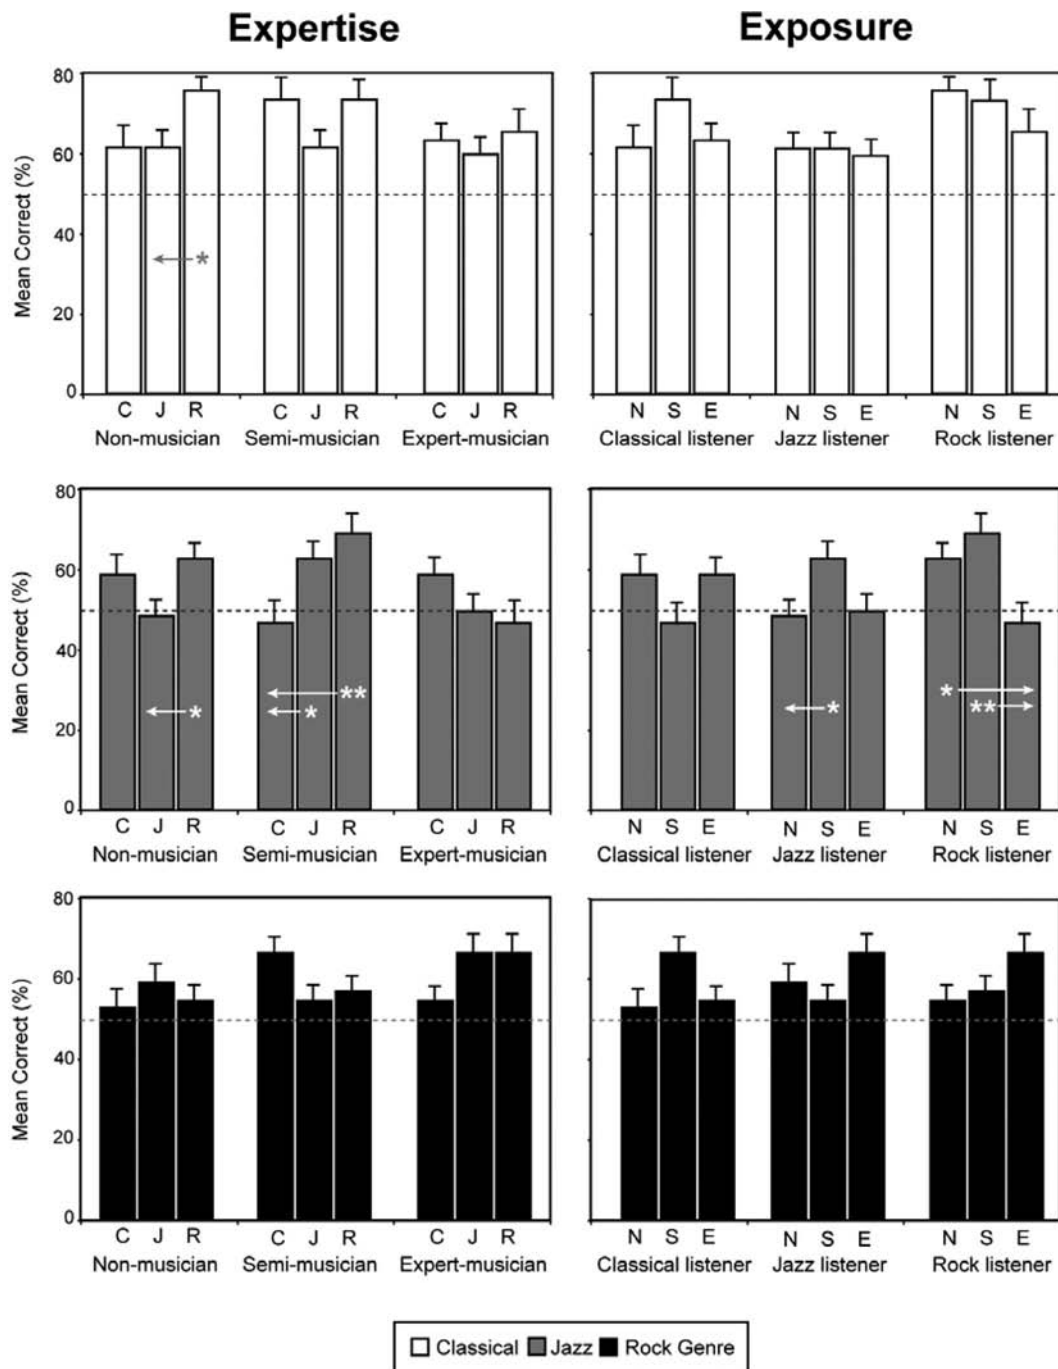 Expertise Exposure
Mean Correct (%)
80
60
40
20
0
*
C J R C J R C J R
Non-musician Semi-musician Expert-musician
N S E N S E N S E
Classical listener Jazz listener Rock listener
Mean Correct (%)
80
60
40
20
0
**
* *
C J R C J R C J R
Non-musician Semi-musician Expert-musician
*
* **
N S E N S E N S E
Classical listener Jazz listener Rock listener
Mean Correct (%)
80
60
40
20
0
C J R C J R C J R
Non-musician Semi-musician Expert-musician
N S E N S E N S E
Classical listener Jazz listener Rock listener
Classical Jazz Rock Genre